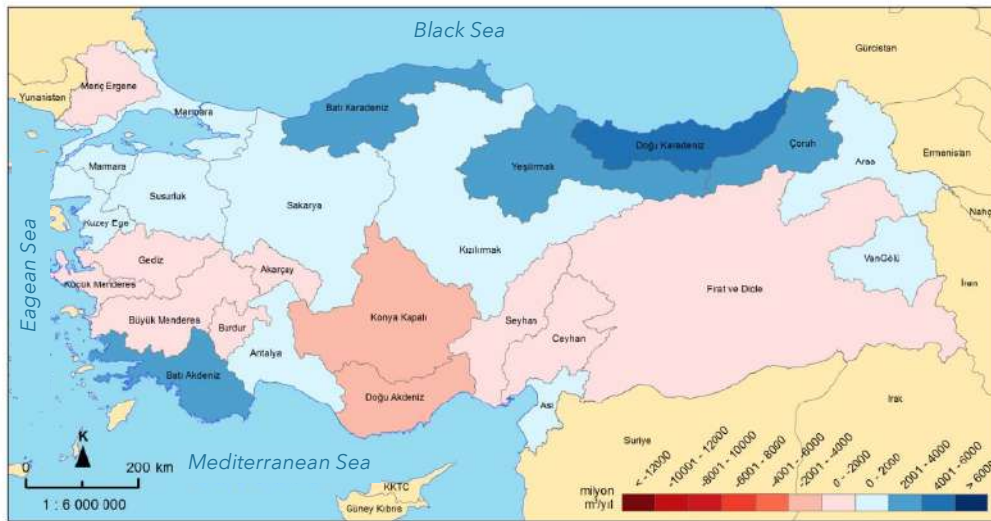 Black Sea
Gürcistan
Yunanistan
Meriç Ergene
Marmara
Batı Karadeniz
Doğu Karadeniz
Çoruh
Yeşilırmak
Aras
Ermenistan
Marmara
Susurluk
Sakarya
Nahç
Kuzey Ege
Kızılırmak
VanGölü
İran
Eagean Sea
Gediz
Akarçay
Fırat ve Dicle
Küçük Menderes
Büyük Menderes
Burdur
Konya Kapalı
Seyhan
Ceyhan
Antalya
Batı Akdeniz
Doğu Akdeniz
Asi
Irak
Suriye
K
0 200 km
1 : 6 000 000
Mediterranean Sea
KKTC
Güney Kıbrıs
milyon
m³/yıl
< -12000
-10001 - -12000
-8001 - -10000
-6001 - -8000
-4001 - -6000
-2001 - -4000
0 - -2000
0 - 2000
2001 - 4000
4001 - 6000